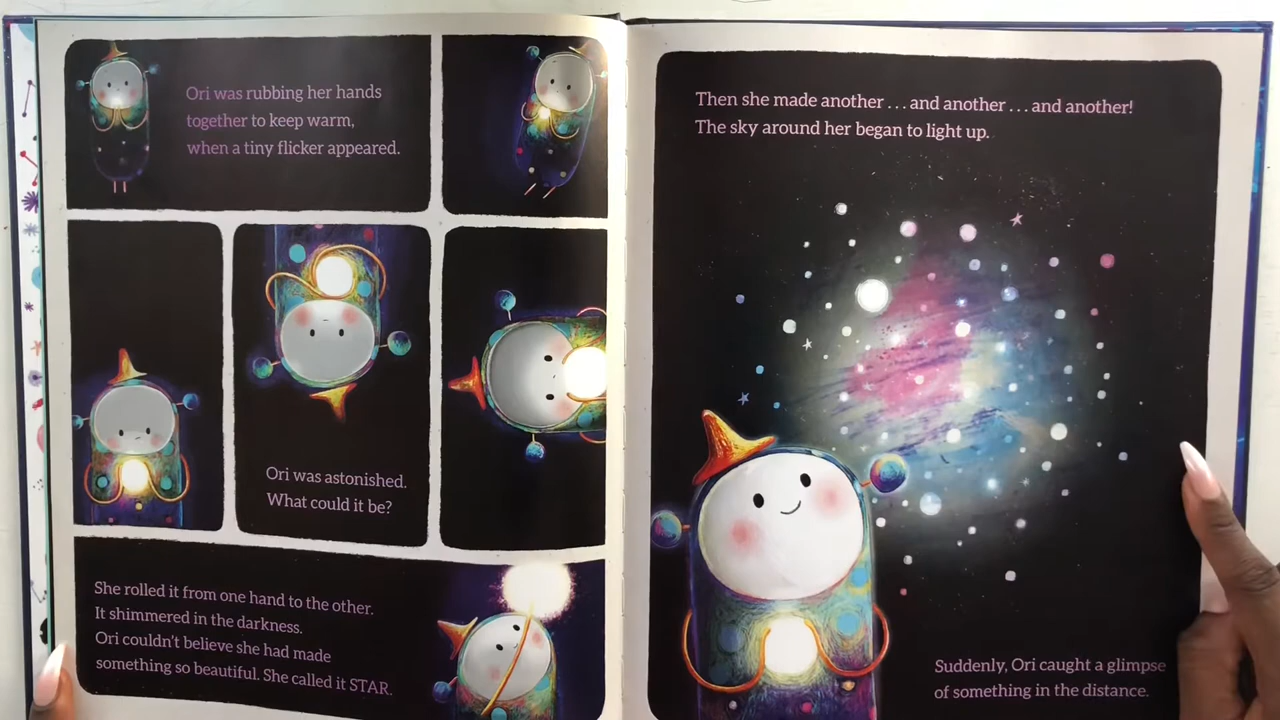 Ori was rubbing her hands
together to keep warm,
when a tiny flicker appeared.
Ori was astonished.
What could it be?
She rolled it from one hand to the other.
It shimmered in the darkness.
Ori couldn't believe she had made
something so beautiful. She called it STAR.
Then she made another . . . and another . . . and another!
The sky around her began to light up.
Suddenly, Ori caught a glimpse
of something in the distance.